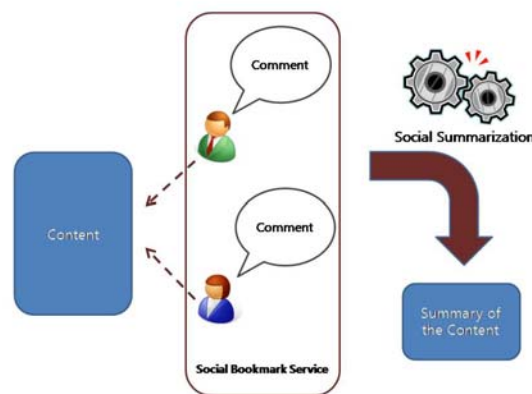 Comment
Social Summarization
Content
Comment
Summary of
the Content
Social Bookmark Service